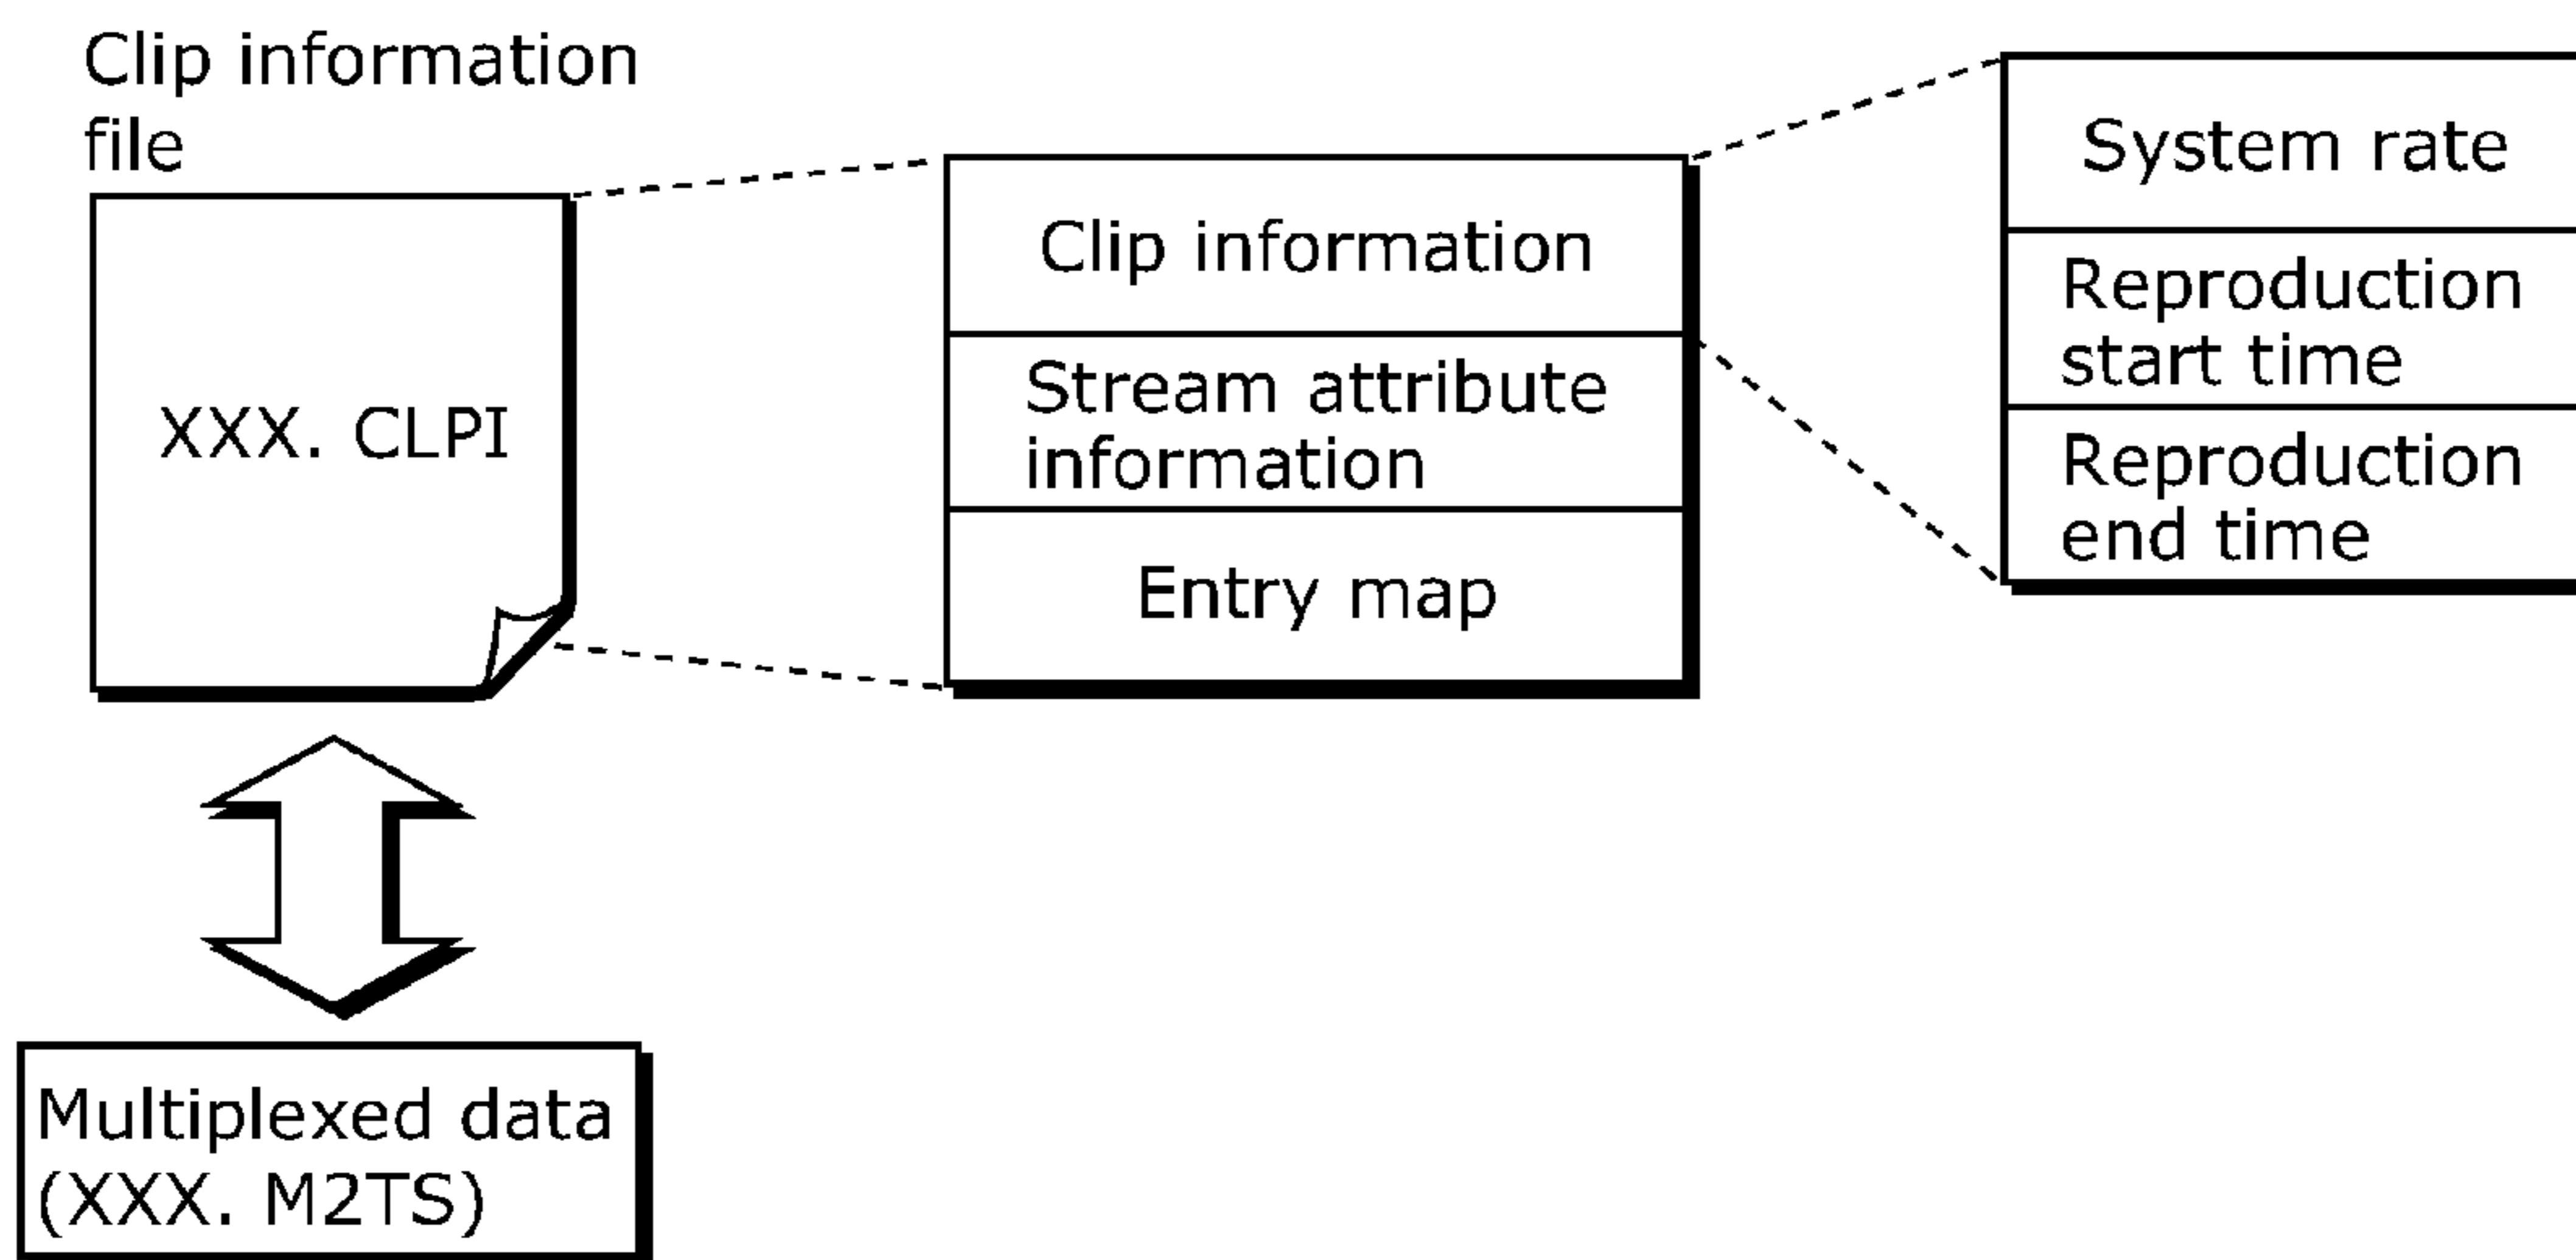 Clip information
file
XXX. CLPI
Multiplexed data
(XXX. M2TS)
Clip information
Stream attribute
information
Entry map
System rate
Reproduction
start time
Reproduction
end time